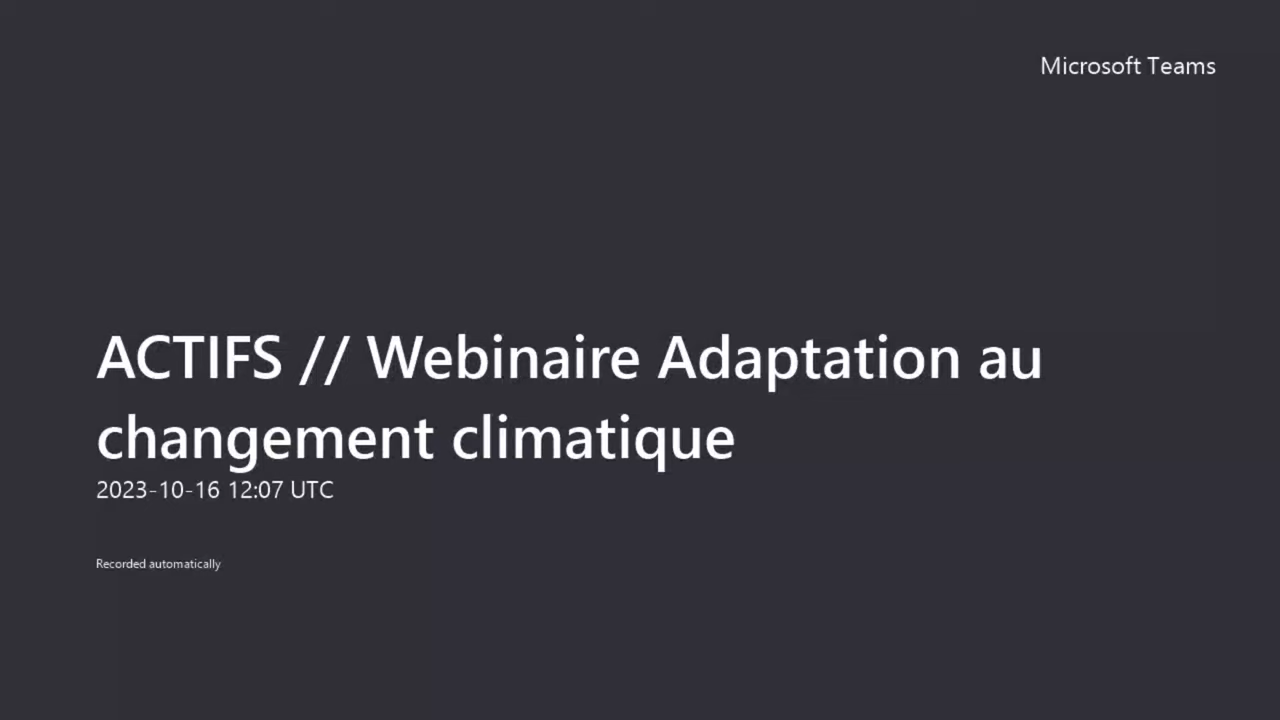 Microsoft Teams
ACTIFS // Webinaire Adaptation au
changement climatique
2023-10-16 12:07 UTC
Recorded automatically